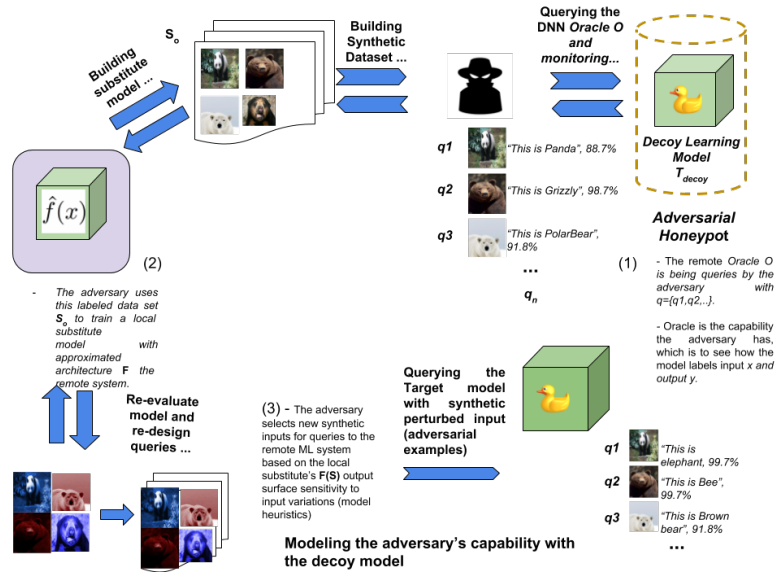 S_o
Building
substitute
model ...
Building
Synthetic
Dataset ...
Querying the
DNN Oracle O
and
monitoring...
Decoy Learning
Model
T_decoy
Adversarial
Honeypot
q1
“This is Panda”, 88.7%
q2
“This is Grizzly”, 98.7%
q3
“This is PolarBear”,
91.8%
...
q_n
(1)
- The remote Oracle O
is being queries by the
adversary with
q={q1,q2,..}.
- Oracle is the capability
the adversary has,
which is to see how the
model labels input x and
output y.
f̂(x)
(2)
- The adversary uses
this labeled data set
S_o to train a local
substitute
model with
approximated
architecture F the
remote system.
Re-evaluate
model and
re-design
queries ...
(3) - The adversary
selects new synthetic
inputs for queries to the
remote ML system
based on the local
substitute's F(S) output
surface sensitivity to
input variations (model
heuristics)
Querying the
Target model
with synthetic
perturbed input
(adversarial
examples)
q1
“This is
elephant, 99.7%
q2
“This is Bee”,
99.7%
q3
“This is Brown
bear”, 91.8%
...
Modeling the adversary's capability with
the decoy model